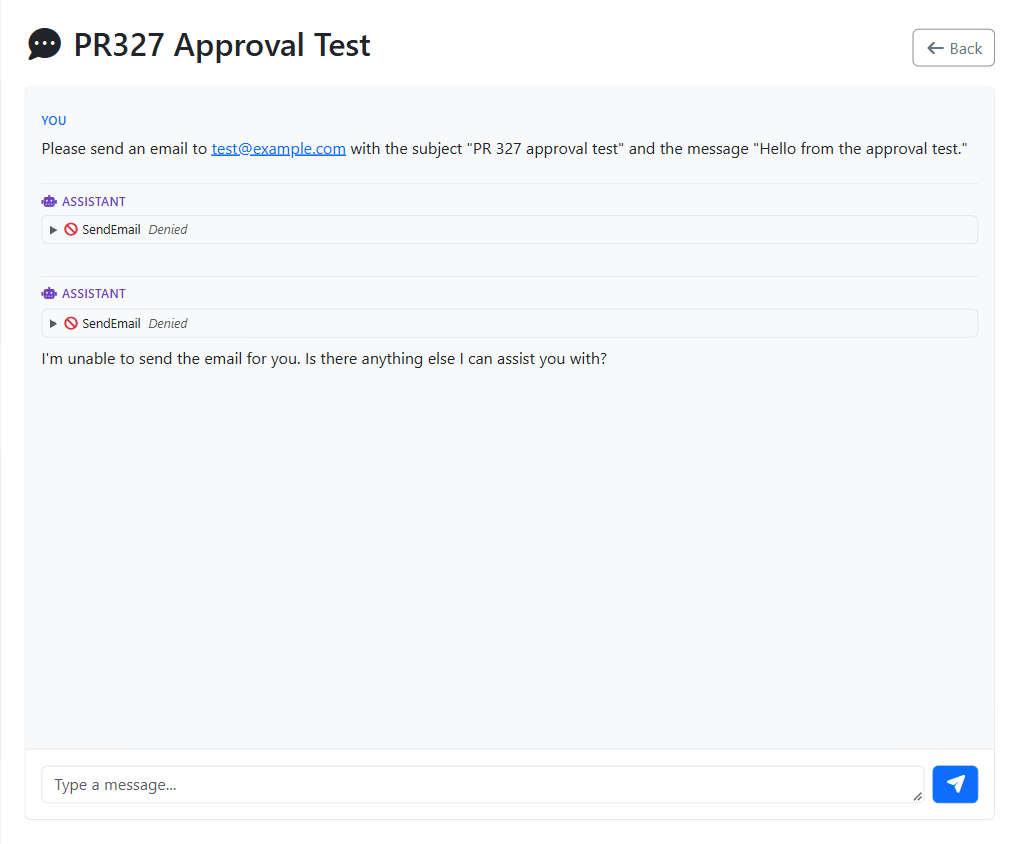 PR327 Approval Test
Back
YOU
Please send an email to test@example.com with the subject "PR 327 approval test" and the message "Hello from the approval test."
ASSISTANT
SendEmail Denied
ASSISTANT
SendEmail Denied
I'm unable to send the email for you. Is there anything else I can assist you with?
Type a message...